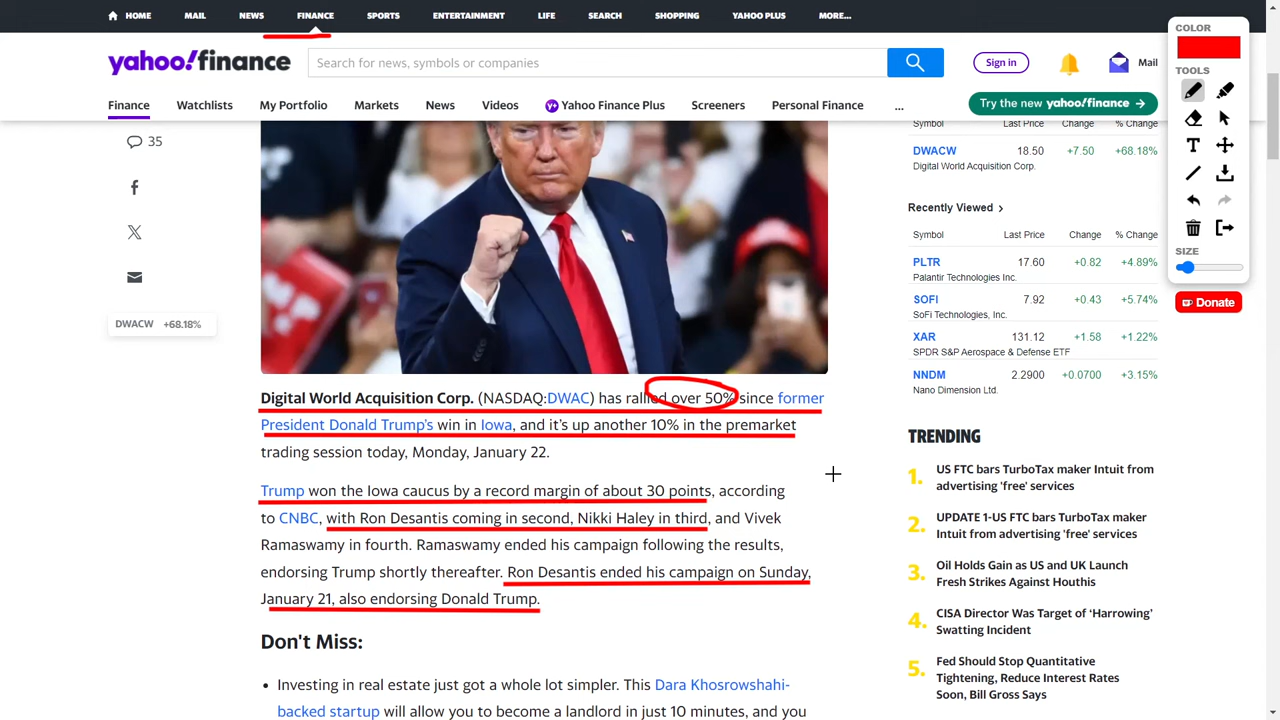 HOME MAIL NEWS FINANCE SPORTS ENTERTAINMENT LIFE SEARCH SHOPPING YAHOO PLUS MORE...
yahoo!finance Search for news, symbols or companies Sign in Mail
Finance Watchlists My Portfolio Markets News Videos Yahoo Finance Plus Screeners Personal Finance ... Try the new yahoo!finance →
35
DWACW +68.18%
Digital World Acquisition Corp. (NASDAQ:DWAC) has rallied over 50% since former
President Donald Trump's win in Iowa, and it's up another 10% in the premarket
trading session today, Monday, January 22.
Trump won the Iowa caucus by a record margin of about 30 points, according
to CNBC, with Ron Desantis coming in second, Nikki Haley in third, and Vivek
Ramaswamy in fourth. Ramaswamy ended his campaign following the results,
endorsing Trump shortly thereafter. Ron Desantis ended his campaign on Sunday,
January 21, also endorsing Donald Trump.
Don't Miss:
• Investing in real estate just got a whole lot simpler. This Dara Khosrowshahi-
backed startup will allow you to become a landlord in just 10 minutes, and you
Symbol Last Price Change % Change
DWACW 18.50 +7.50 +68.18%
Digital World Acquisition Corp.
Recently Viewed >
Symbol Last Price Change % Change
PLTR 17.60 +0.82 +4.89%
Palantir Technologies Inc.
SOFI 7.92 +0.43 +5.74%
SoFi Technologies, Inc.
XAR 131.12 +1.58 +1.22%
SPDR S&P Aerospace & Defense ETF
NNDM 2.2900 +0.0700 +3.15%
Nano Dimension Ltd.
TRENDING
1. US FTC bars TurboTax maker Intuit from
advertising 'free' services
2. UPDATE 1-US FTC bars TurboTax maker
Intuit from advertising 'free' services
3. Oil Holds Gain as US and UK Launch
Fresh Strikes Against Houthis
4. CISA Director Was Target of ‘Harrowing’
Swatting Incident
5. Fed Should Stop Quantitative
Tightening, Reduce Interest Rates
Soon, Bill Gross Says
COLOR
TOOLS
T
SIZE
Donate